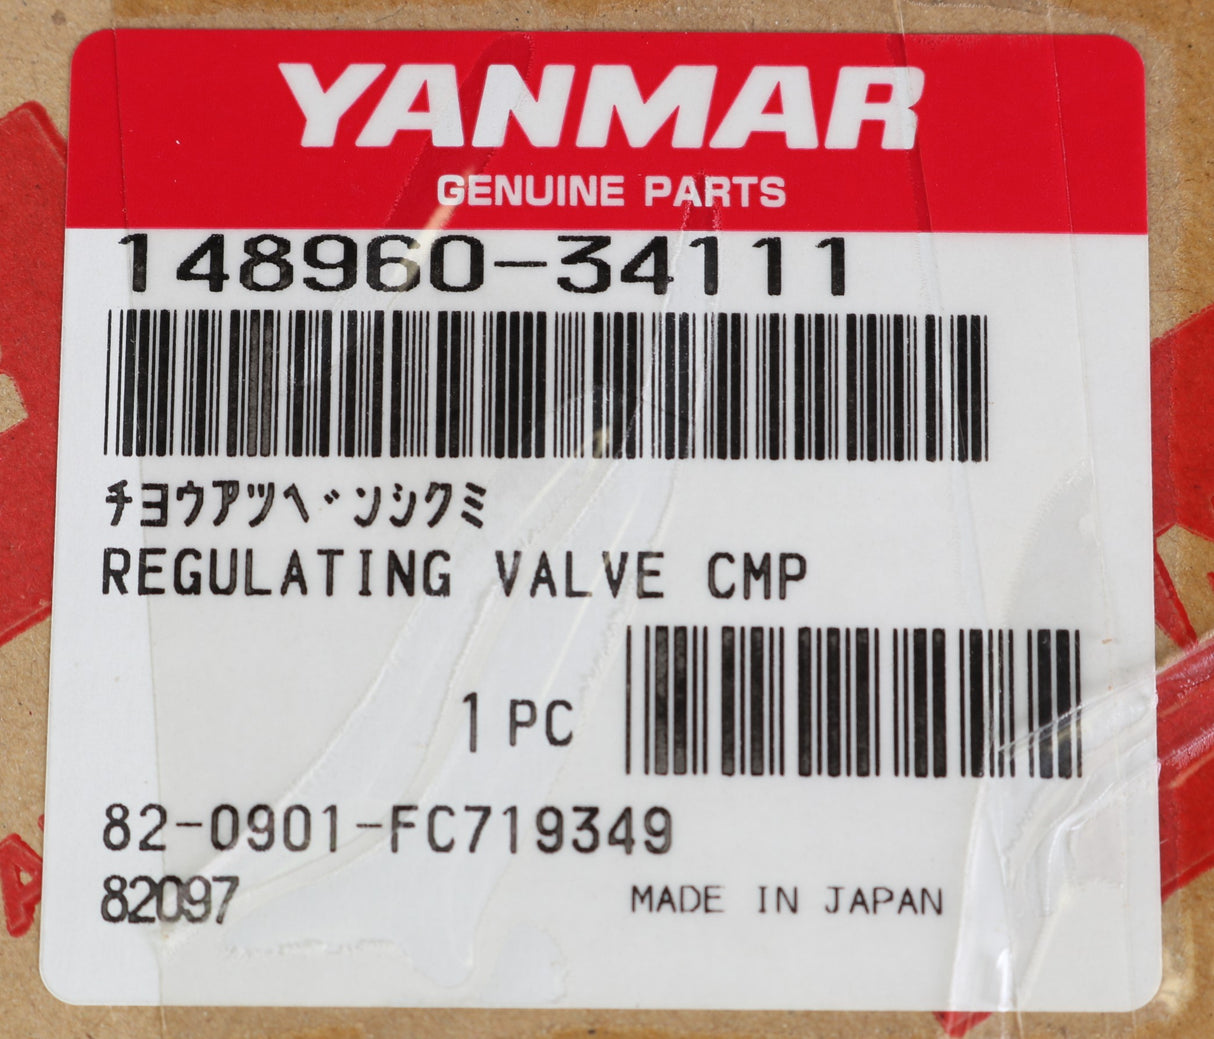 YANMAR
GENUINE PARTS
148960-34111
チヨウアツベンシクミ
REGULATING VALVE CMP
1 PC
82-0901-FC719349
82097
MADE IN JAPAN